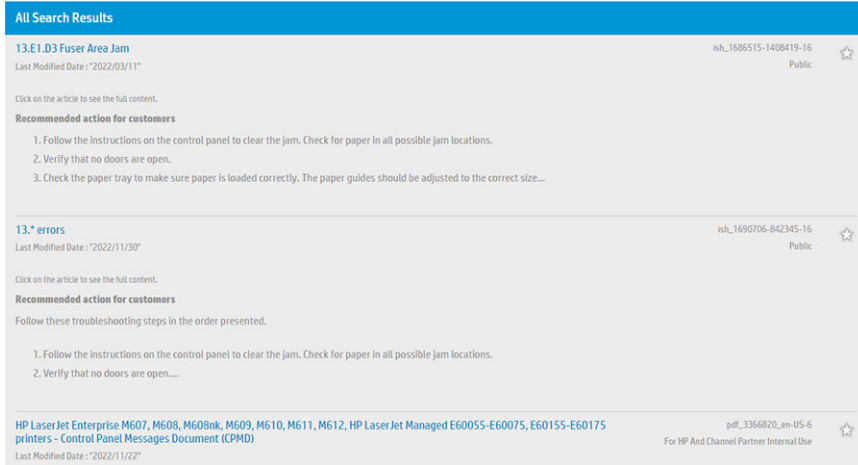 All Search Results
13.E1.D3 Fuser Area Jam
ish_1686515-1408419-16
Last Modified Date : "2022/03/11"
Public
Click on the article to see the full content.
Recommended action for customers
1. Follow the instructions on the control panel to clear the jam. Check for paper in all possible jam locations.
2. Verify that no doors are open.
3. Check the paper tray to make sure paper is loaded correctly. The paper guides should be adjusted to the correct size...
13.* errors
ish_1690706-842345-16
Last Modified Date : "2022/11/30"
Public
Click on the article to see the full content.
Recommended action for customers
Follow these troubleshooting steps in the order presented.
1. Follow the instructions on the control panel to clear the jam. Check for paper in all possible jam locations.
2. Verify that no doors are open....
HP LaserJet Enterprise M607, M608, M608nk, M609, M610, M611, M612, HP LaserJet Managed E60055-E60075, E60155-E60175
printers - Control Panel Messages Document (CPMD)
pdf_3366820_en-US-6
For HP And Channel Partner Internal Use
Last Modified Date : "2022/11/22"